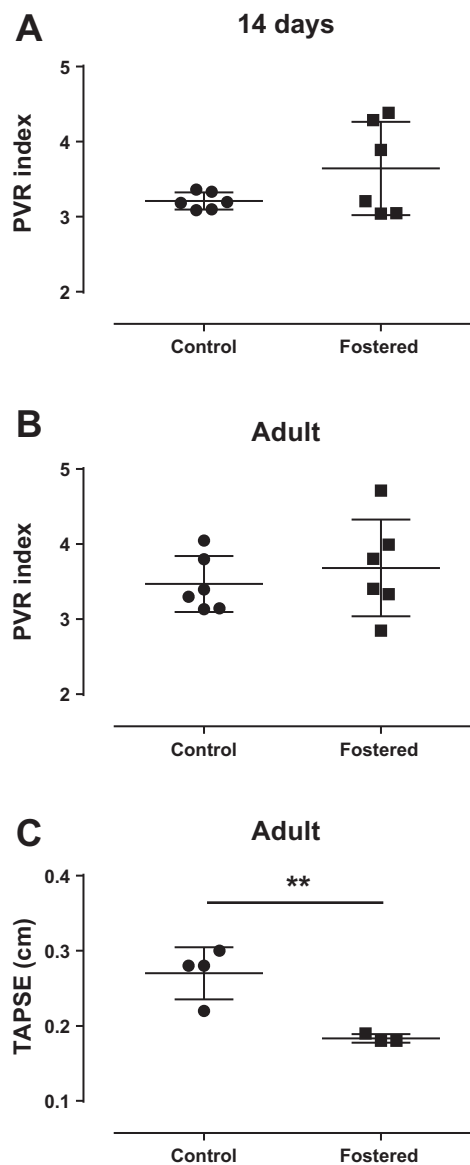 A
14 days
PVR index
5
4
3
2
Control Fostered
B
Adult
PVR index
5
4
3
2
Control Fostered
C
Adult
TAPSE (cm)
0.4
0.3
0.2
0.1
**
Control Fostered